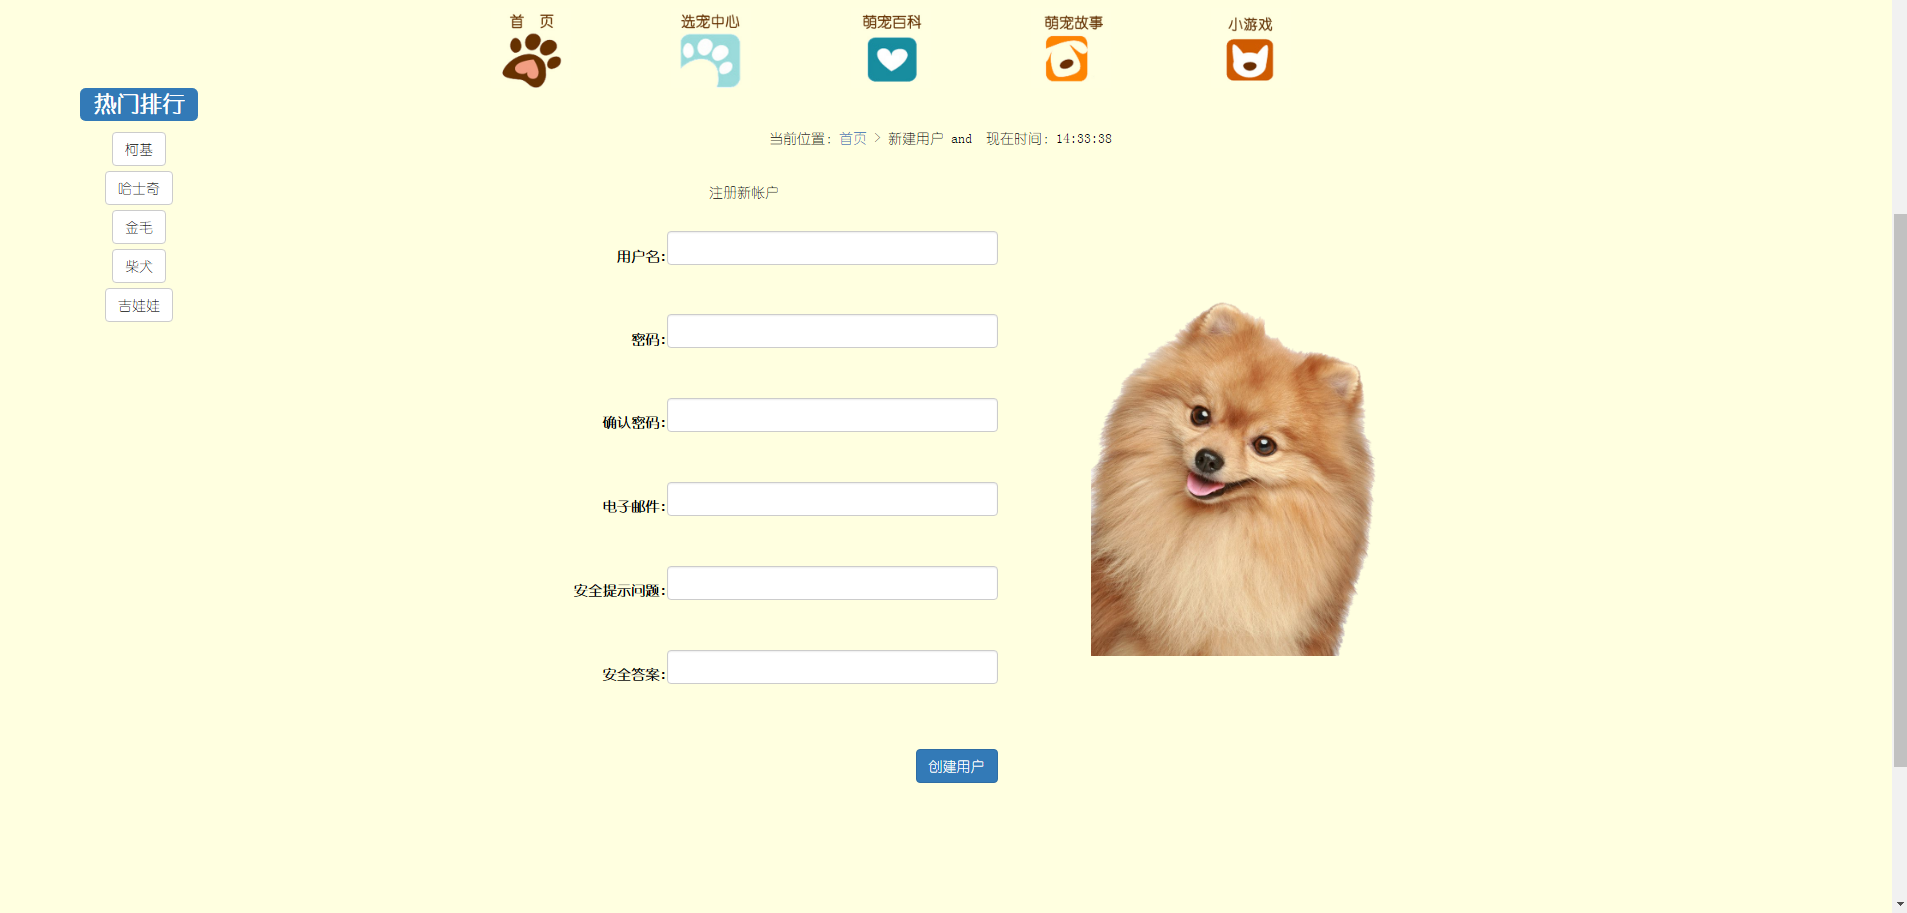 首 页
选宠中心
萌宠百科
萌宠故事
小游戏
热门排行
柯基
哈士奇
金毛
柴犬
吉娃娃
当前位置: 首页 > 新建用户 and 现在时间: 14:33:38
注册新帐户
用户名:
密码:
确认密码:
电子邮件:
安全提示问题:
安全答案:
创建用户